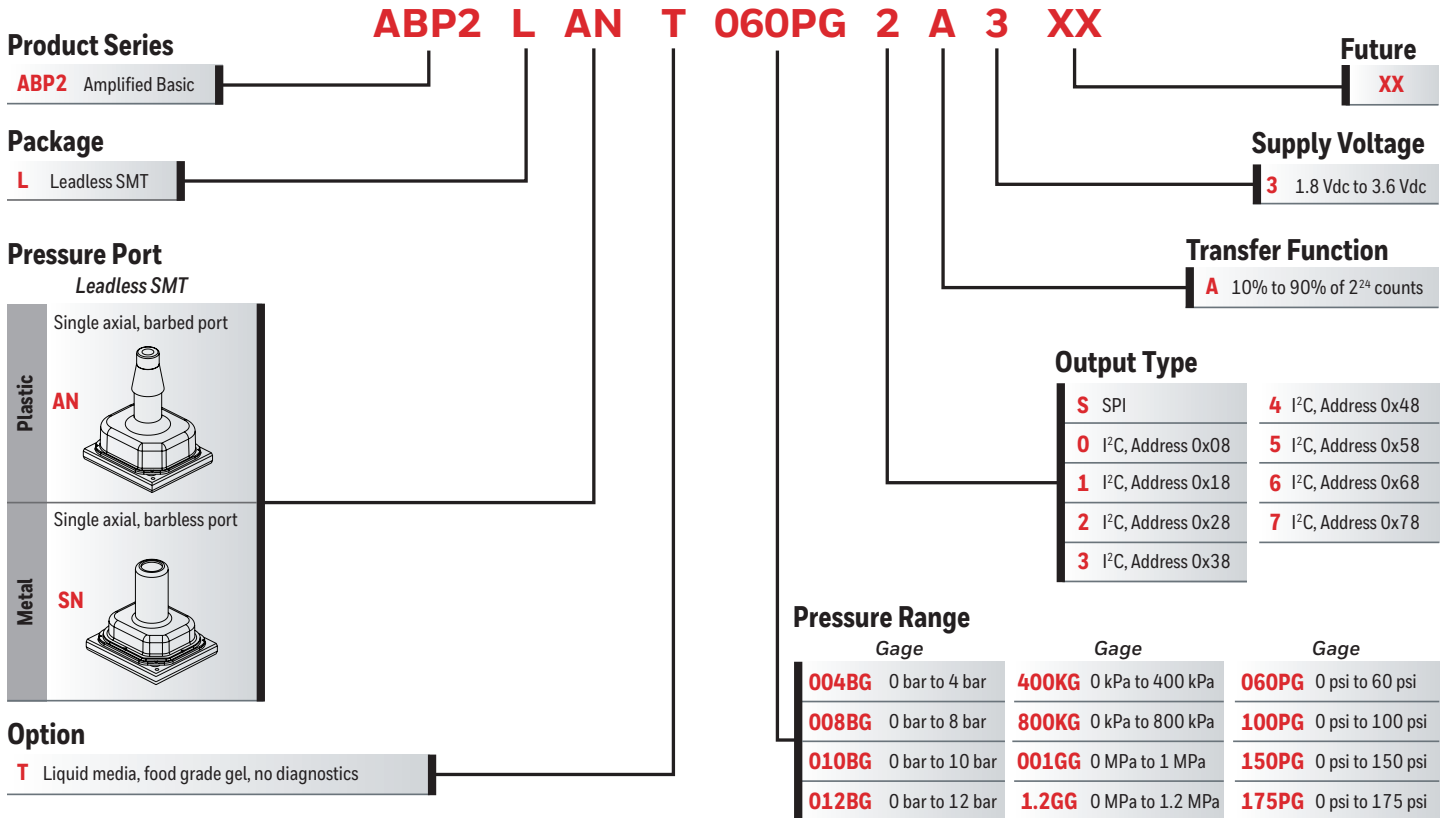 ABP2 L AN T 060PG 2 A 3 XX
Product Series
ABP2 Amplified Basic
Package
L Leadless SMT
Pressure Port
Leadless SMT
Plastic
Single axial, barbed port
AN
Metal
Single axial, barbless port
SN
Option
T Liquid media, food grade gel, no diagnostics
Future
XX
Supply Voltage
3 1.8 Vdc to 3.6 Vdc
Transfer Function
A 10% to 90% of 2²⁴ counts
Output Type
S SPI
0 I²C, Address 0x08
1 I²C, Address 0x18
2 I²C, Address 0x28
3 I²C, Address 0x38
4 I²C, Address 0x48
5 I²C, Address 0x58
6 I²C, Address 0x68
7 I²C, Address 0x78
Pressure Range
Gage
004BG 0 bar to 4 bar
008BG 0 bar to 8 bar
010BG 0 bar to 10 bar
012BG 0 bar to 12 bar
Gage
400KG 0 kPa to 400 kPa
800KG 0 kPa to 800 kPa
001GG 0 MPa to 1 MPa
1.2GG 0 MPa to 1.2 MPa
Gage
060PG 0 psi to 60 psi
100PG 0 psi to 100 psi
150PG 0 psi to 150 psi
175PG 0 psi to 175 psi